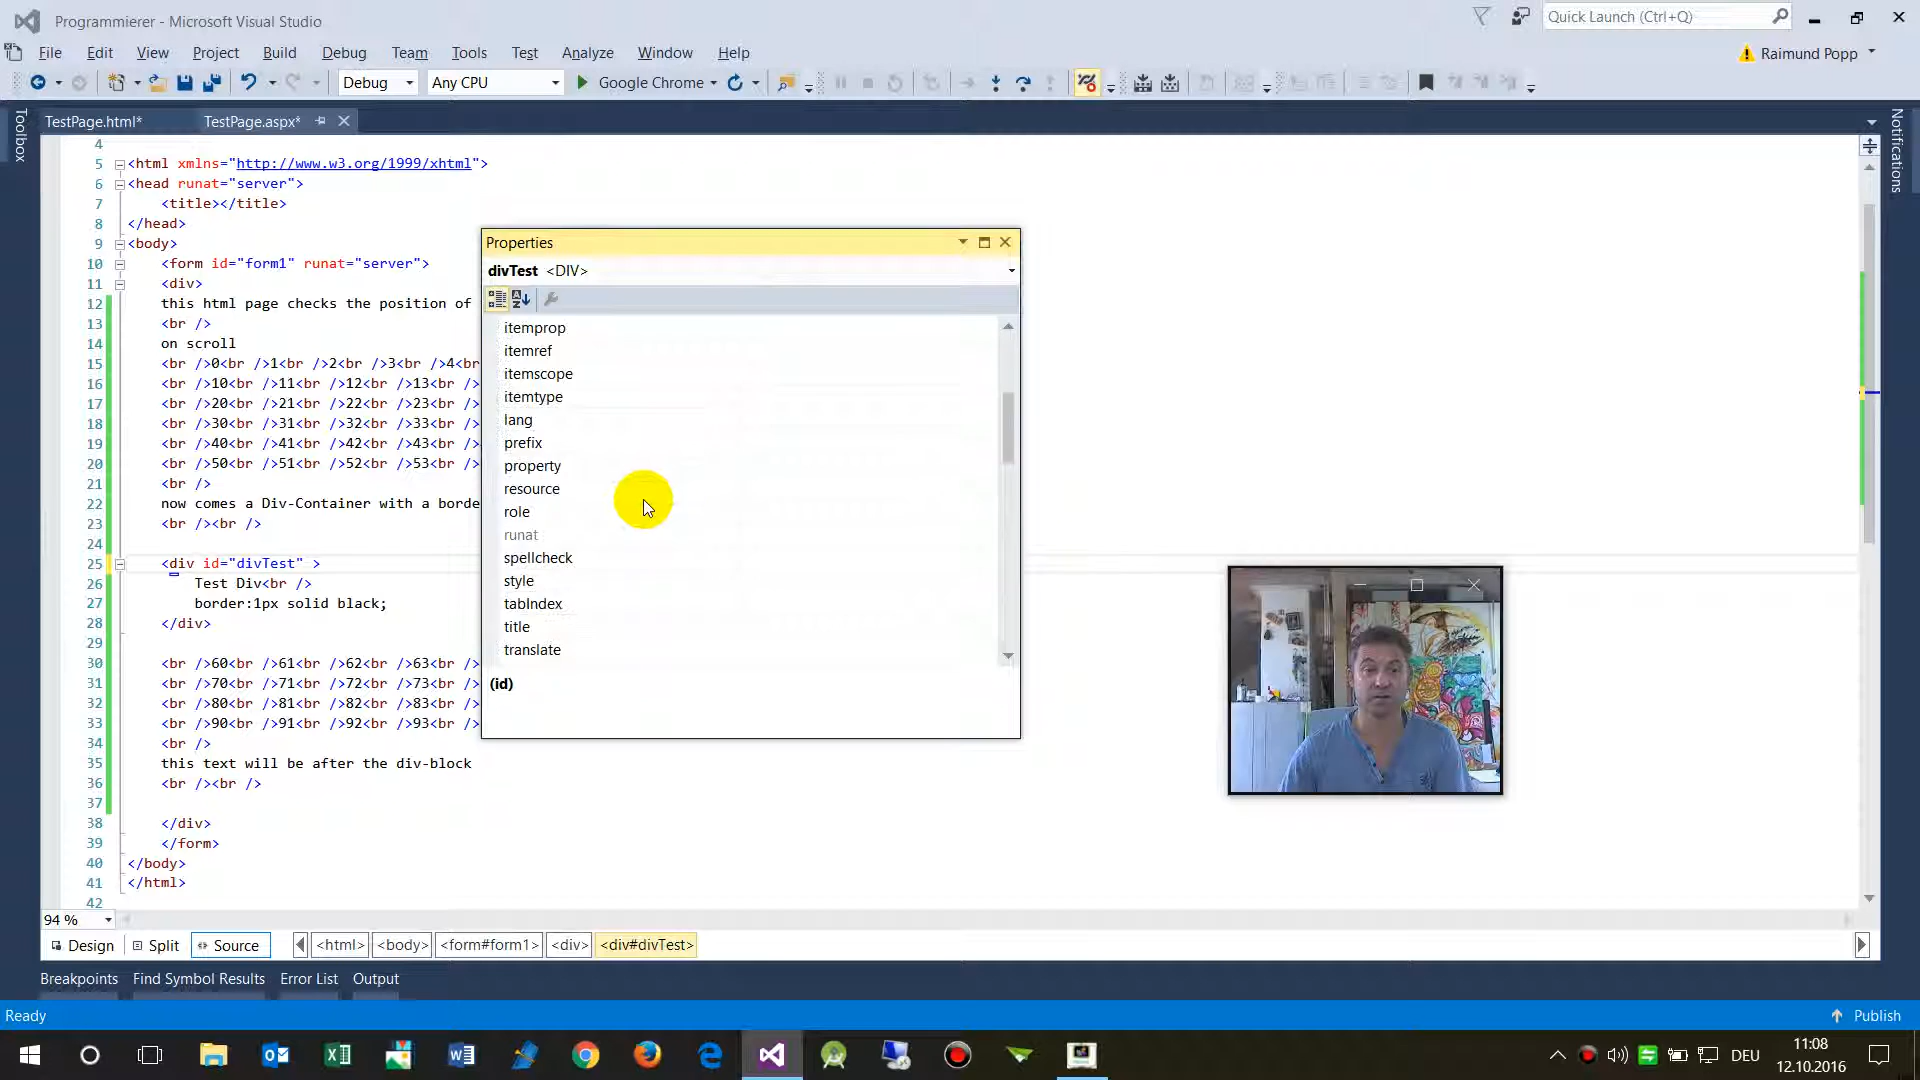 Programmierer - Microsoft Visual Studio
Quick Launch (Ctrl+Q)
File Edit View Project Build Debug Team Tools Test Analyze Window Help
Raimund Popp
Debug Any CPU Google Chrome
Toolbox
TestPage.html* TestPage.aspx*
Notifications
4
5 <html xmlns="http://www.w3.org/1999/xhtml">
6 <head runat="server">
7 <title></title>
8 </head>
9 <body>
10 <form id="form1" runat="server">
11 <div>
12 this html page checks the position of
13 <br />
14 on scroll
15 <br />0<br />1<br />2<br />3<br />4<br
16 <br />10<br />11<br />12<br />13<br />
17 <br />20<br />21<br />22<br />23<br />
18 <br />30<br />31<br />32<br />33<br />
19 <br />40<br />41<br />42<br />43<br />
20 <br />50<br />51<br />52<br />53<br />
21 <br />
22 now comes a Div-Container with a borde
23 <br /><br />
24
25 <div id="divTest" >
26 Test Div<br />
27 border:1px solid black;
28 </div>
29
30 <br />60<br />61<br />62<br />63<br />
31 <br />70<br />71<br />72<br />73<br />
32 <br />80<br />81<br />82<br />83<br />
33 <br />90<br />91<br />92<br />93<br />
34 <br />
35 this text will be after the div-block
36 <br /><br />
37
38 </div>
39 </form>
40 </body>
41 </html>
42
Properties
divTest <DIV>
itemprop
itemref
itemscope
itemtype
lang
prefix
property
resource
role
runat
spellcheck
style
tabIndex
title
translate
(id)
94 %
Design Split Source <html> <body> <form#form1> <div> <div#divTest>
Breakpoints Find Symbol Results Error List Output
Ready
Publish
DEU
11:08
12.10.2016